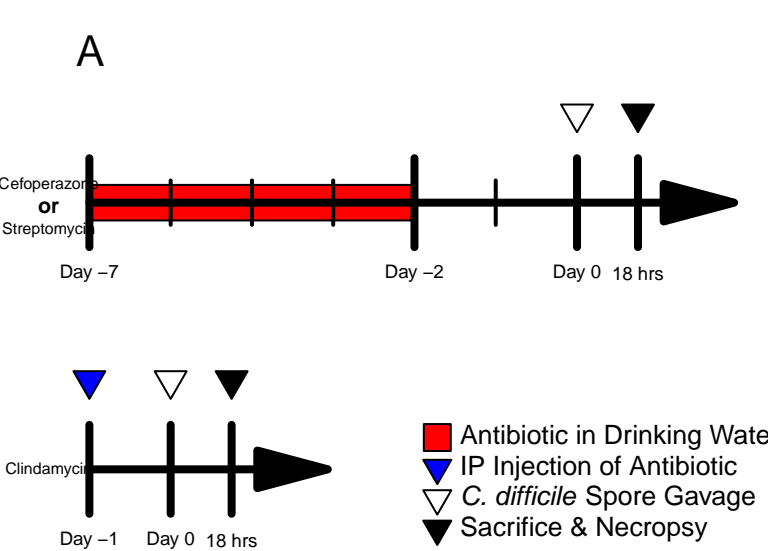 A
Cefoperazone
or
Streptomycin
Day −7
Day −2
Day 0
18 hrs
Clindamycin
Day −1
Day 0
18 hrs
Antibiotic in Drinking Wate
IP Injection of Antibiotic
C. difficile Spore Gavage
Sacrifice & Necropsy